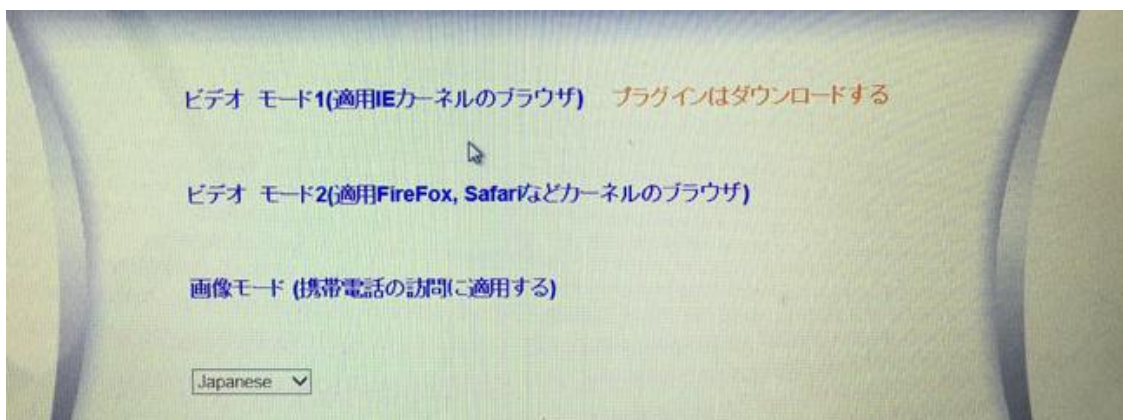 ビデオ モード1(適用IEカーネルのブラウザ) プラグインはダウンロードする
ビデオ モード2(適用FireFox, Safariなどカーネルのブラウザ)
画像モード (携帯電話の訪問に適用する)
Japanese